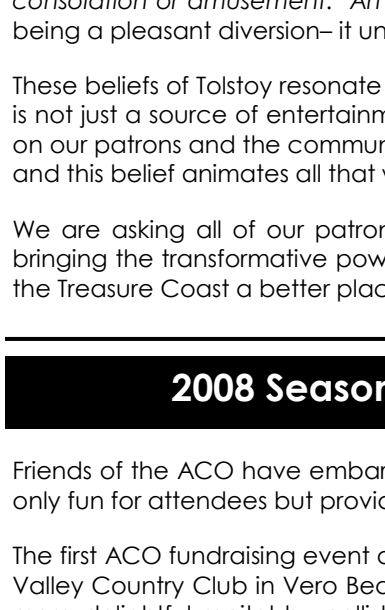 consolation or amusement. An
being a pleasant diversion– it un
These beliefs of Tolstoy resonate
is not just a source of entertainm
on our patrons and the commun
and this belief animates all that
We are asking all of our patron
bringing the transformative pow
the Treasure Coast a better plac
2008 Season
Friends of the ACO have embar
only fun for attendees but provid
The first ACO fundraising event
Valley Country Club in Vero Bea